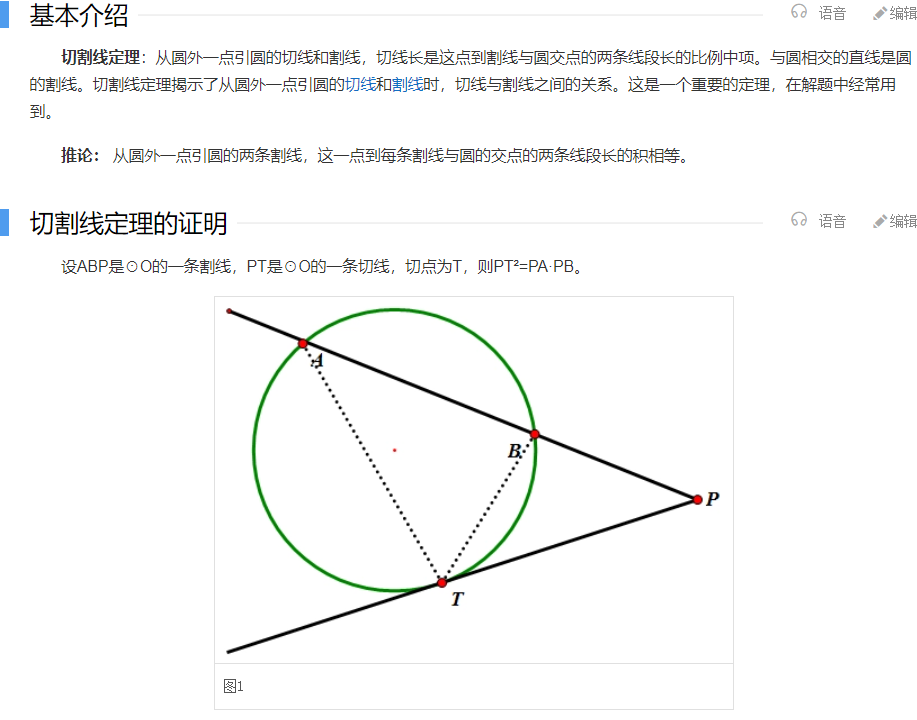 基本介绍
语音
编辑
切割线定理：从圆外一点引圆的切线和割线，切线长是这点到割线与圆交点的两条线段长的比例中项。与圆相交的直线是圆
的割线。切割线定理揭示了从圆外一点引圆的切线和割线时，切线与割线之间的关系。这是一个重要的定理，在解题中经常用
到。
推论： 从圆外一点引圆的两条割线，这一点到每条割线与圆的交点的两条线段长的积相等。
切割线定理的证明
语音
编辑
设ABP是⊙O的一条割线，PT是⊙O的一条切线，切点为T，则PT²=PA·PB。
A
B
P
T
图1